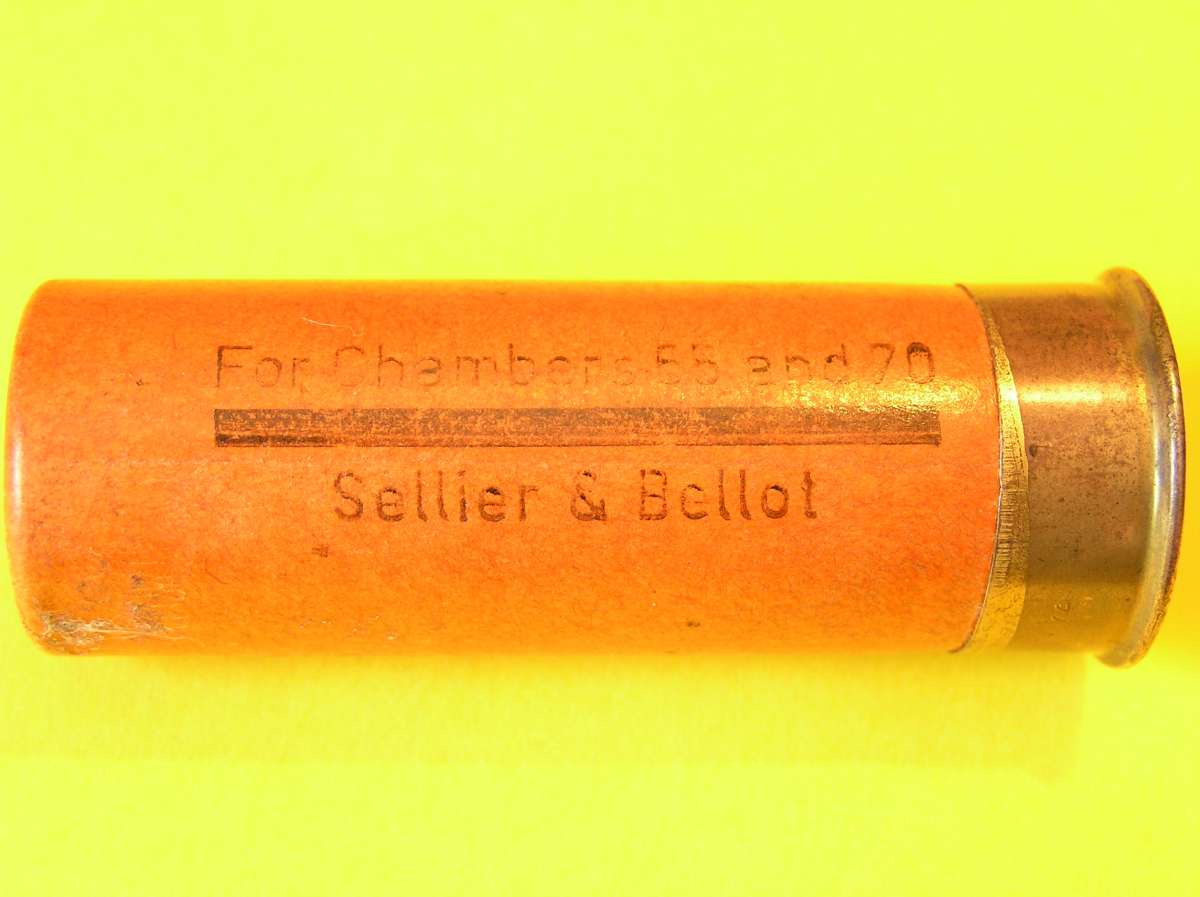 For Chambers 65 and 70
Sellier & Bellot